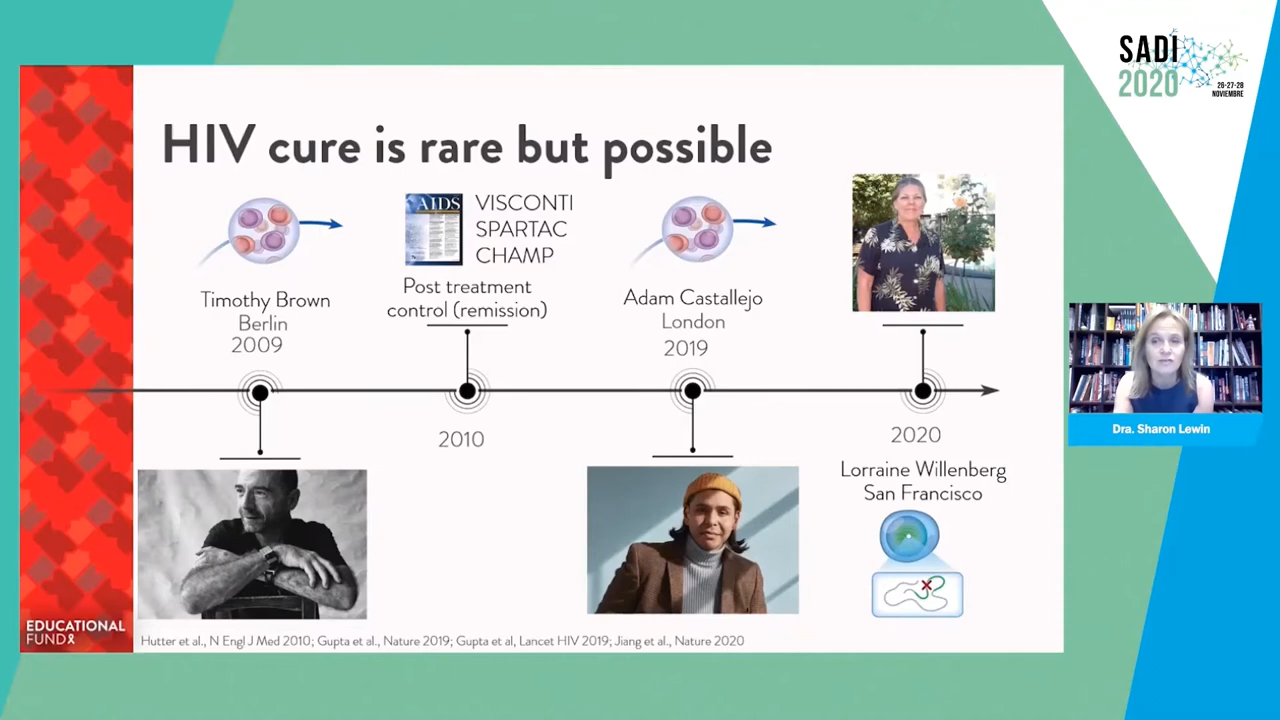 SADI
2020
26-27-28
NOVIEMBRE
HIV cure is rare but possible
Timothy Brown
Berlin
2009
AIDS
VISCONTI
SPARTAC
CHAMP
Post treatment
control (remission)
2010
Adam Castallejo
London
2019
2020
Lorraine Willenberg
San Francisco
Dra. Sharon Lewin
EDUCATIONAL
FUND
Hutter et al., N Engl J Med 2010; Gupta et al., Nature 2019; Gupta et al, Lancet HIV 2019; Jiang et al., Nature 2020